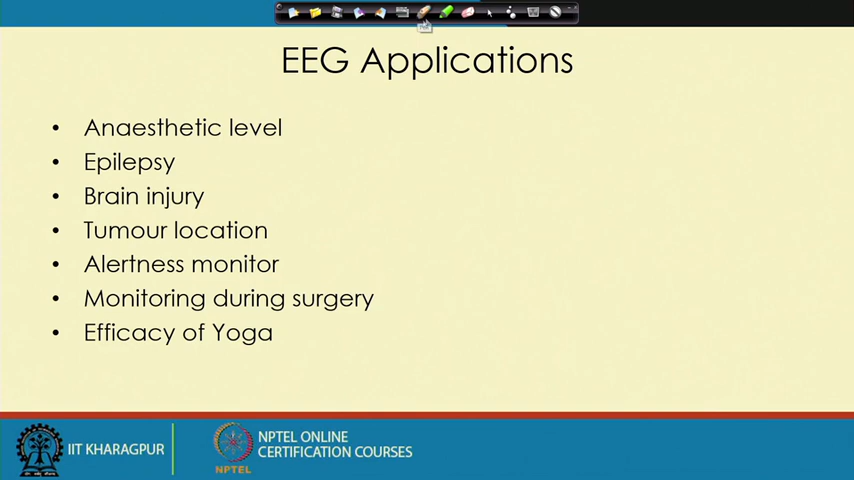 EEG Applications
• Anaesthetic level
• Epilepsy
• Brain injury
• Tumour location
• Alertness monitor
• Monitoring during surgery
• Efficacy of Yoga
IIT KHARAGPUR
NPTEL ONLINE
CERTIFICATION COURSES
NPTEL